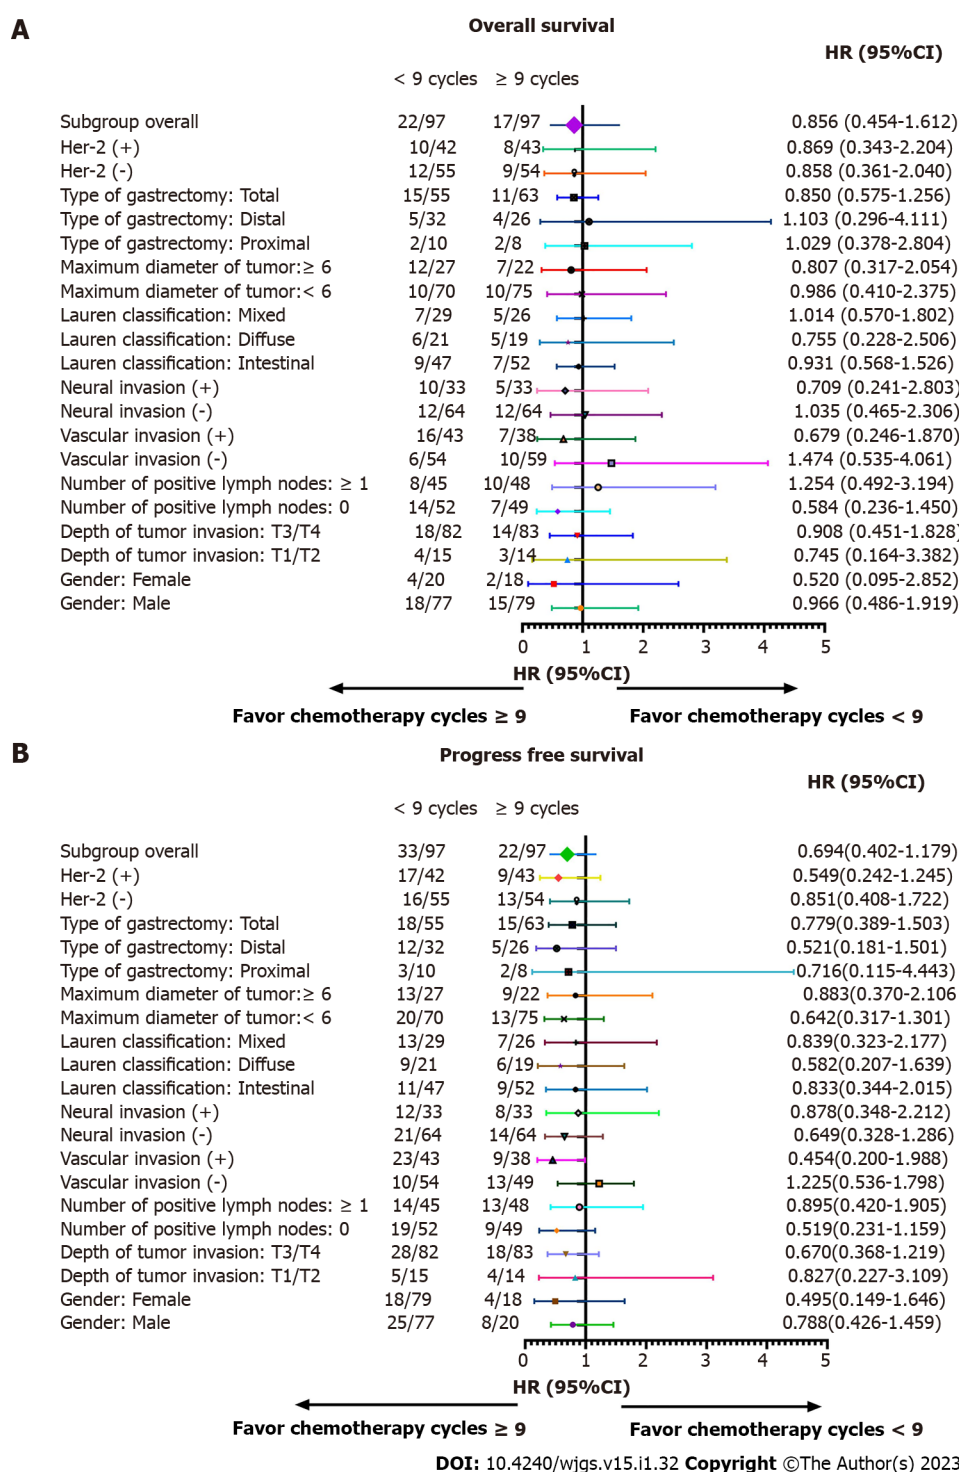 A
Overall survival
HR (95%CI)
< 9 cycles ≥ 9 cycles
Subgroup overall 22/97 17/97 0.856 (0.454-1.612)
Her-2 (+) 10/42 8/43 0.869 (0.343-2.204)
Her-2 (-) 12/55 9/54 0.858 (0.361-2.040)
Type of gastrectomy: Total 15/55 11/63 0.850 (0.575-1.256)
Type of gastrectomy: Distal 5/32 4/26 1.103 (0.296-4.111)
Type of gastrectomy: Proximal 2/10 2/8 1.029 (0.378-2.804)
Maximum diameter of tumor:≥ 6 12/27 7/22 0.807 (0.317-2.054)
Maximum diameter of tumor:< 6 10/70 10/75 0.986 (0.410-2.375)
Lauren classification: Mixed 7/29 5/26 1.014 (0.570-1.802)
Lauren classification: Diffuse 6/21 5/19 0.755 (0.228-2.506)
Lauren classification: Intestinal 9/47 7/52 0.931 (0.568-1.526)
Neural invasion (+) 10/33 5/33 0.709 (0.241-2.803)
Neural invasion (-) 12/64 12/64 1.035 (0.465-2.306)
Vascular invasion (+) 16/43 7/38 0.679 (0.246-1.870)
Vascular invasion (-) 6/54 10/59 1.474 (0.535-4.061)
Number of positive lymph nodes: ≥ 1 8/45 10/48 1.254 (0.492-3.194)
Number of positive lymph nodes: 0 14/52 7/49 0.584 (0.236-1.450)
Depth of tumor invasion: T3/T4 18/82 14/83 0.908 (0.451-1.828)
Depth of tumor invasion: T1/T2 4/15 3/14 0.745 (0.164-3.382)
Gender: Female 4/20 2/18 0.520 (0.095-2.852)
Gender: Male 18/77 15/79 0.966 (0.486-1.919)
0 1 2 3 4 5
HR (95%CI)
Favor chemotherapy cycles ≥ 9 Favor chemotherapy cycles < 9
B
Progress free survival
HR (95%CI)
< 9 cycles ≥ 9 cycles
Subgroup overall 33/97 22/97 0.694(0.402-1.179)
Her-2 (+) 17/42 9/43 0.549(0.242-1.245)
Her-2 (-) 16/55 13/54 0.851(0.408-1.722)
Type of gastrectomy: Total 18/55 15/63 0.779(0.389-1.503)
Type of gastrectomy: Distal 12/32 5/26 0.521(0.181-1.501)
Type of gastrectomy: Proximal 3/10 2/8 0.716(0.115-4.443)
Maximum diameter of tumor:≥ 6 13/27 9/22 0.883(0.370-2.106
Maximum diameter of tumor:< 6 20/70 13/75 0.642(0.317-1.301)
Lauren classification: Mixed 13/29 7/26 0.839(0.323-2.177)
Lauren classification: Diffuse 9/21 6/19 0.582(0.207-1.639)
Lauren classification: Intestinal 11/47 9/52 0.833(0.344-2.015)
Neural invasion (+) 12/33 8/33 0.878(0.348-2.212)
Neural invasion (-) 21/64 14/64 0.649(0.328-1.286)
Vascular invasion (+) 23/43 9/38 0.454(0.200-1.988)
Vascular invasion (-) 10/54 13/49 1.225(0.536-1.798)
Number of positive lymph nodes: ≥ 1 14/45 13/48 0.895(0.420-1.905)
Number of positive lymph nodes: 0 19/52 9/49 0.519(0.231-1.159)
Depth of tumor invasion: T3/T4 28/82 18/83 0.670(0.368-1.219)
Depth of tumor invasion: T1/T2 5/15 4/14 0.827(0.227-3.109)
Gender: Female 18/79 4/18 0.495(0.149-1.646)
Gender: Male 25/77 8/20 0.788(0.426-1.459)
0 1 2 3 4 5
HR (95%CI)
Favor chemotherapy cycles ≥ 9 Favor chemotherapy cycles < 9
DOI: 10.4240/wjgs.v15.i1.32 Copyright ©The Author(s) 2023